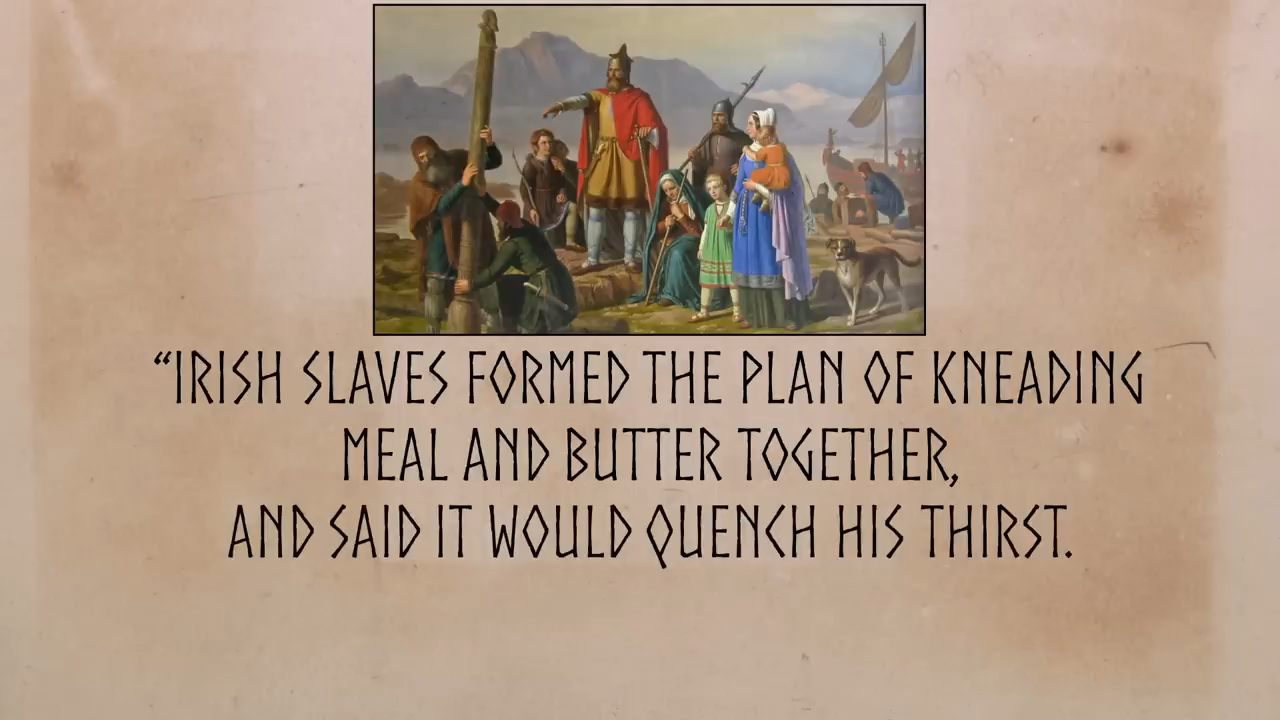 “IRISH SLAVES FORMED THE PLAN OF KNEADING
MEAL AND BUTTER TOGETHER,
AND SAID IT WOULD QUENCH HIS THIRST.